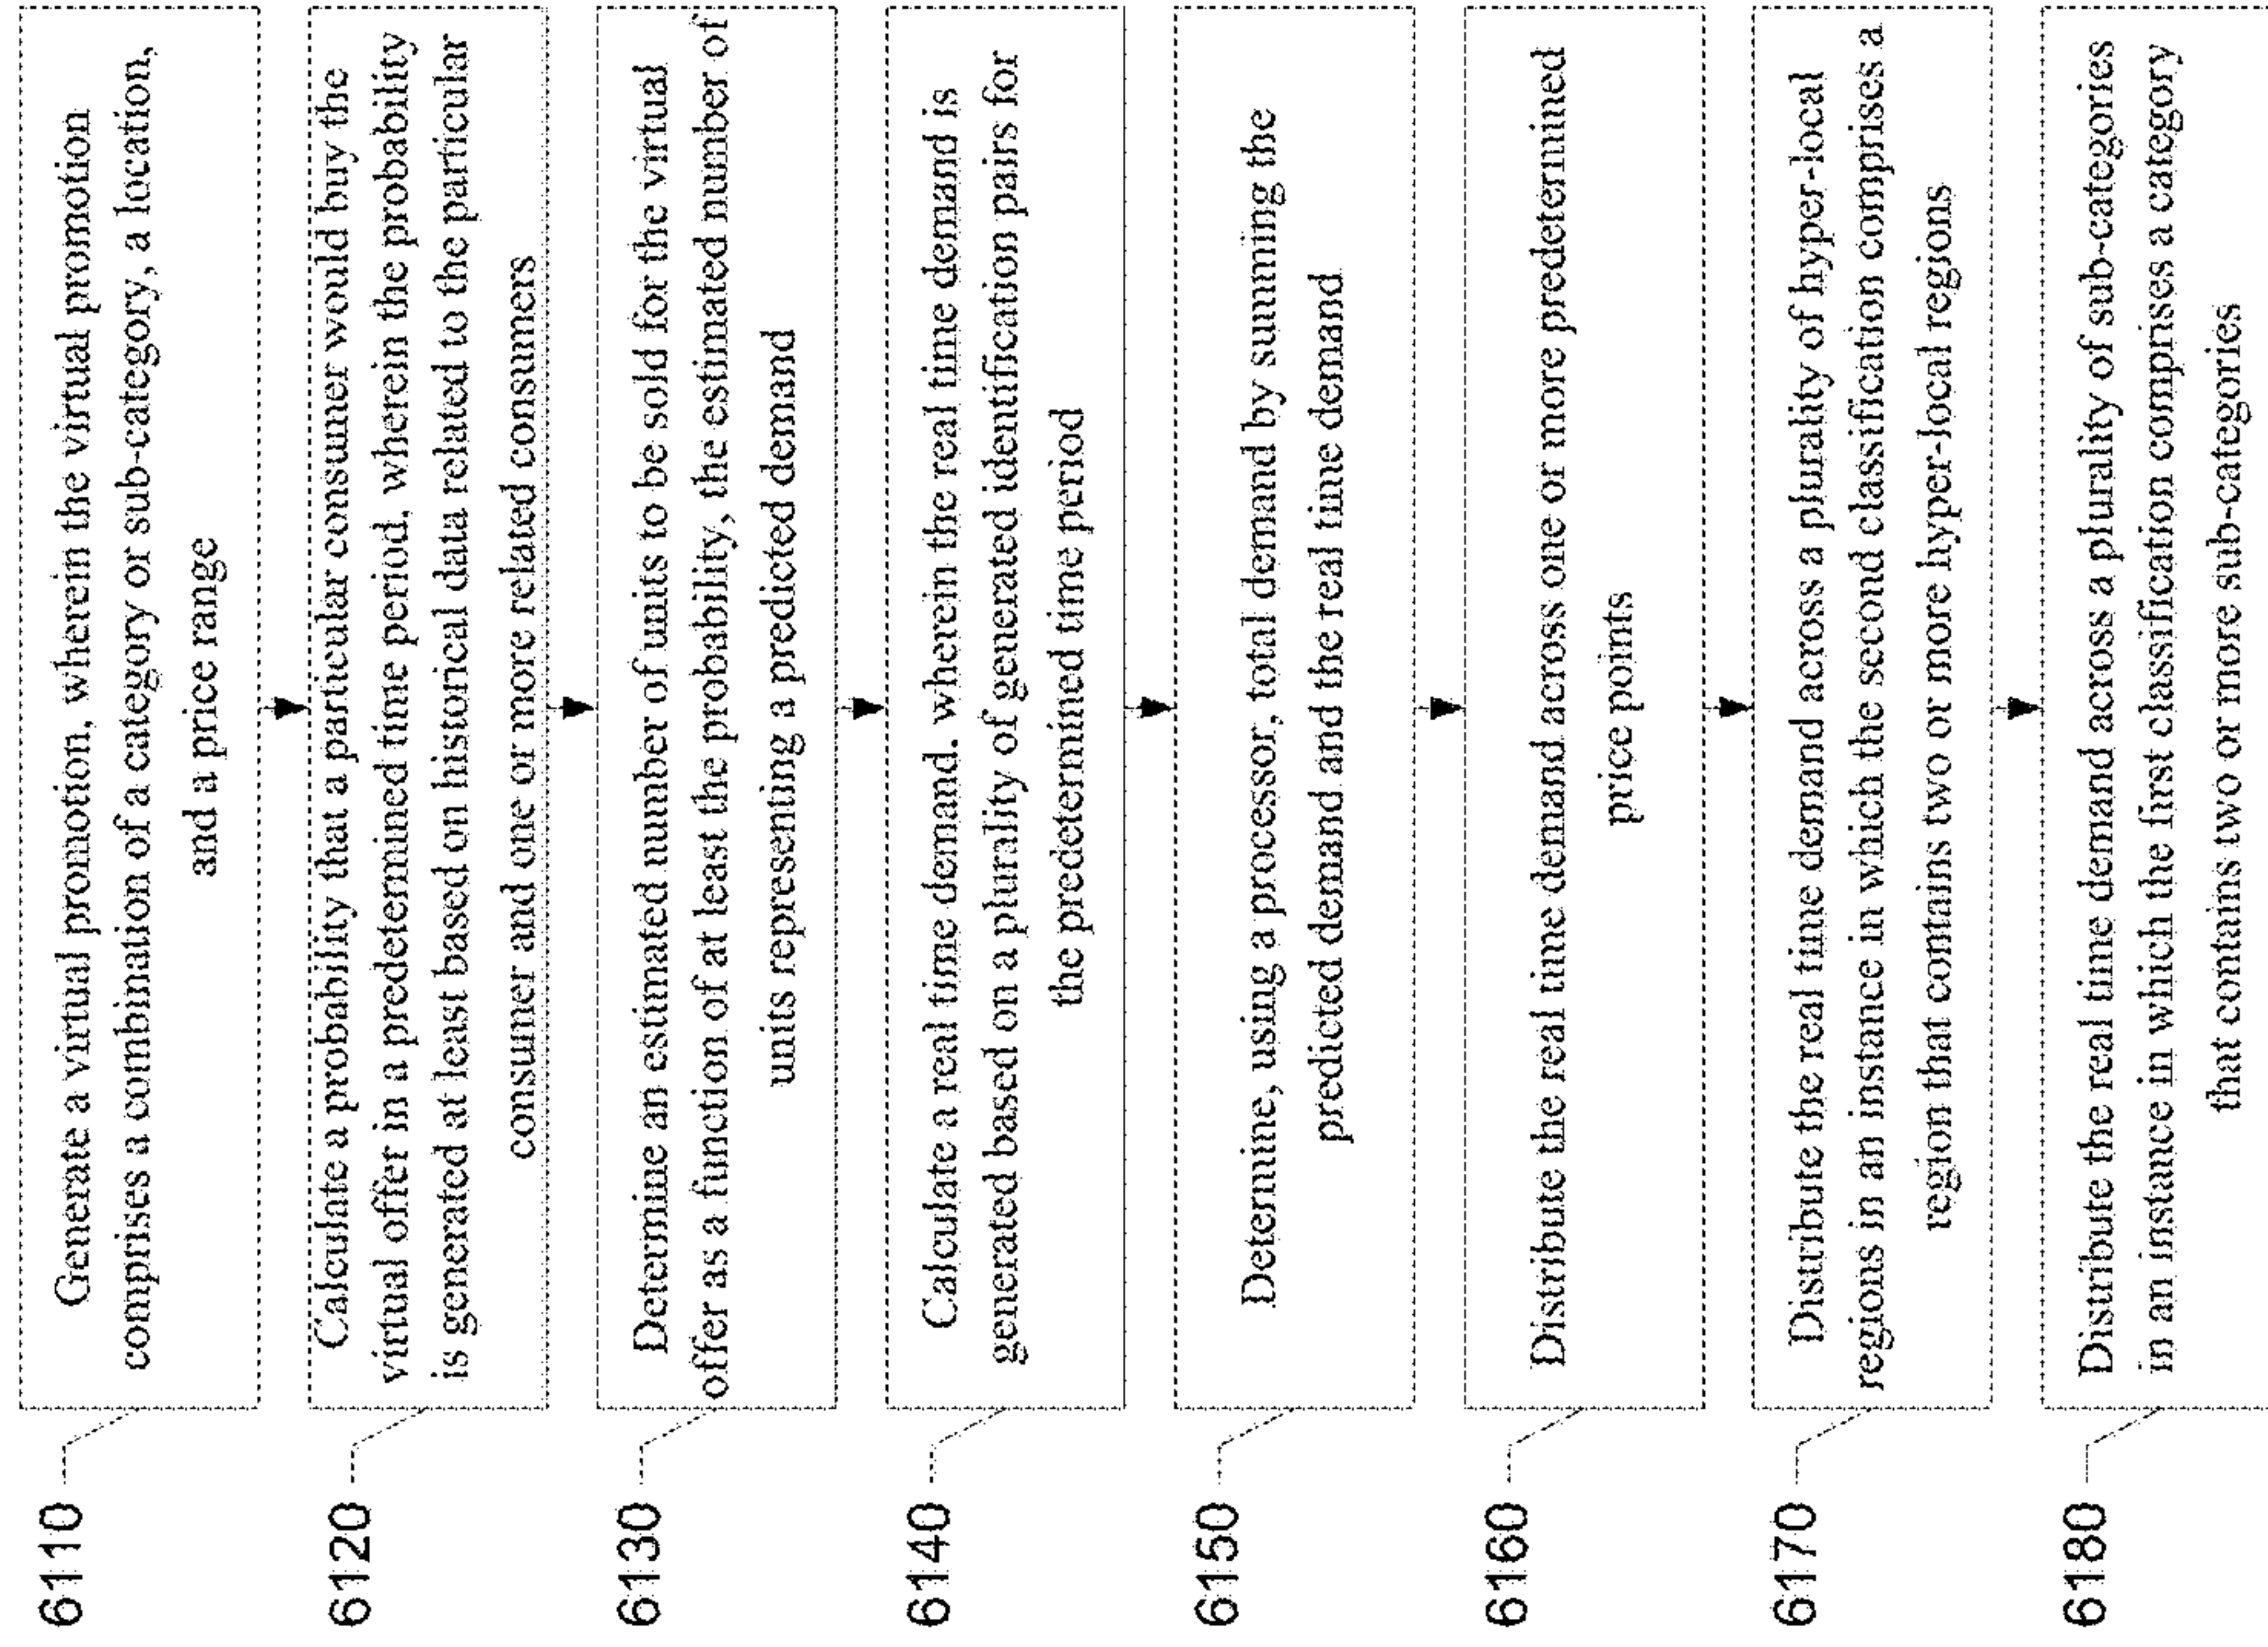 6110
Generate a virtual promotion, wherein the virtual promotion
comprises a combination of a category or sub-category, a location,
and a price range
6120
Calculate a probability that a particular consumer would buy the
virtual offer in a predetermined time period, wherein the probability
is generated at least based on historical data related to the particular
consumer and one or more related consumers
6130
Determine an estimated number of units to be sold for the virtual
offer as a function of at least the probability, the estimated number of
units representing a predicted demand
6140
Calculate a real time demand, wherein the real time demand is
generated based on a plurality of generated identification pairs for
the predetermined time period
6150
Determine, using a processor, total demand by summing the
predicted demand and the real time demand
6160
Distribute the real time demand across one or more predetermined
price points
6170
Distribute the real time demand across a plurality of hyper-local
regions in an instance in which the second classification comprises a
region that contains two or more hyper-local regions
6180
Distribute the real time demand across a plurality of sub-categories
in an instance in which the first classification comprises a category
that contains two or more sub-categories